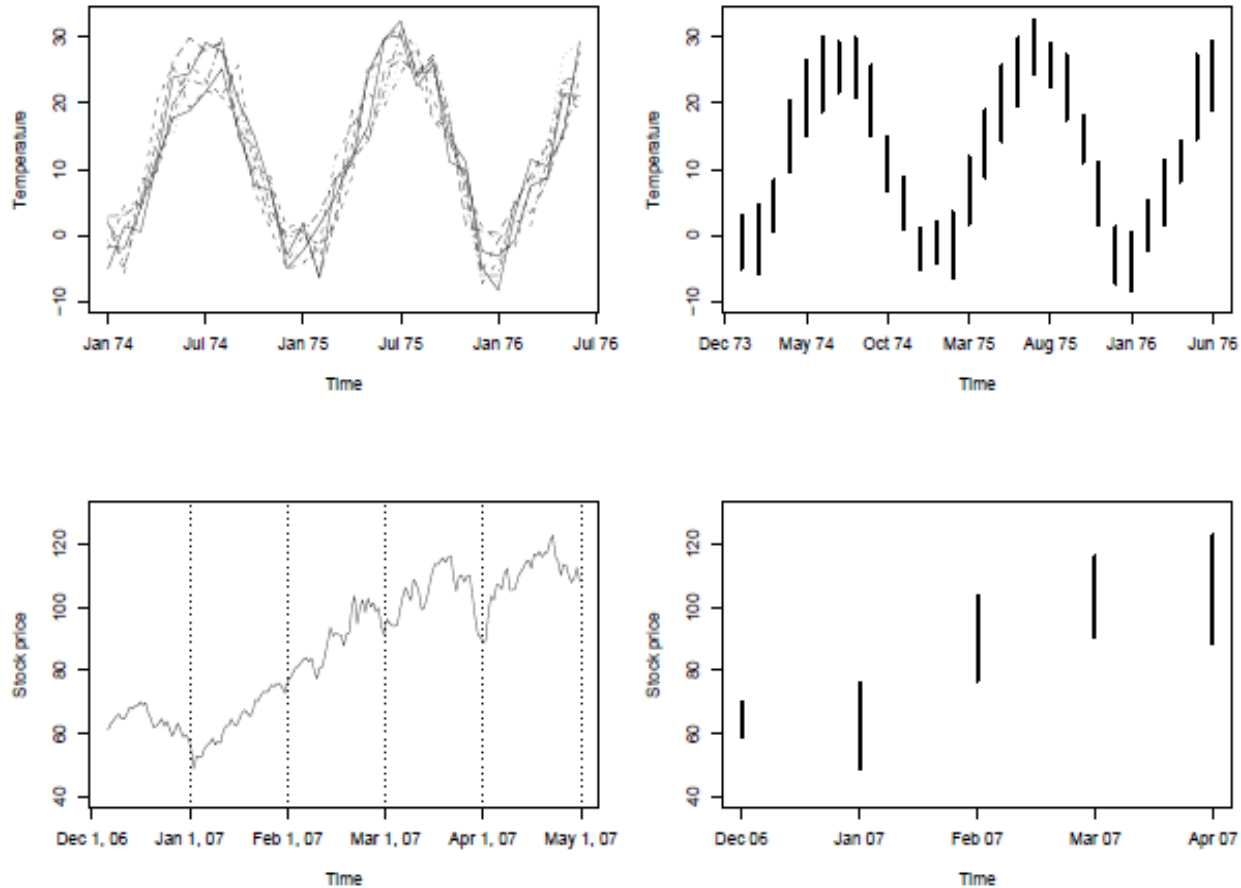 Temperature
30
20
10
0
−10
Jan 74 Jul 74 Jan 75 Jul 75 Jan 76 Jul 76
Time
Temperature
30
20
10
0
−10
Dec 73 May 74 Oct 74 Mar 75 Aug 75 Jan 76 Jun 76
Time
Stock price
120
100
80
60
40
Dec 1, 06 Jan 1, 07 Feb 1, 07 Mar 1, 07 Apr 1, 07 May 1, 07
Time
Stock price
120
100
80
60
40
Dec 06 Jan 07 Feb 07 Mar 07 Apr 07
Time